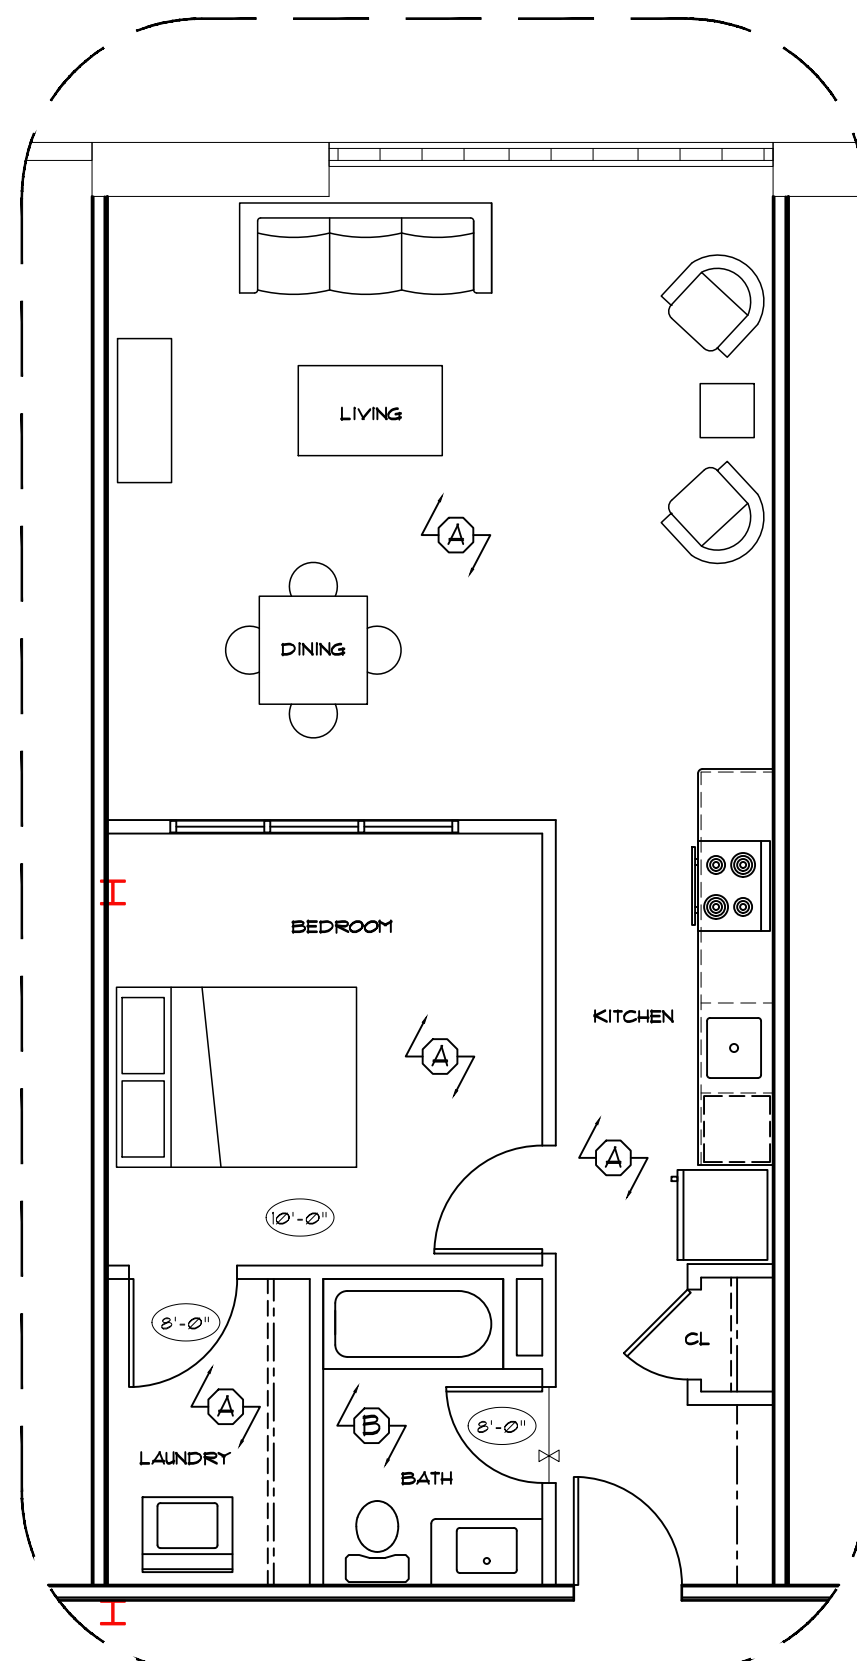 LIVING
A
DINING
BEDROOM
KITCHEN
A
A
10'-0"
8'-0"
CL
A
B
8'-0"
LAUNDRY
BATH